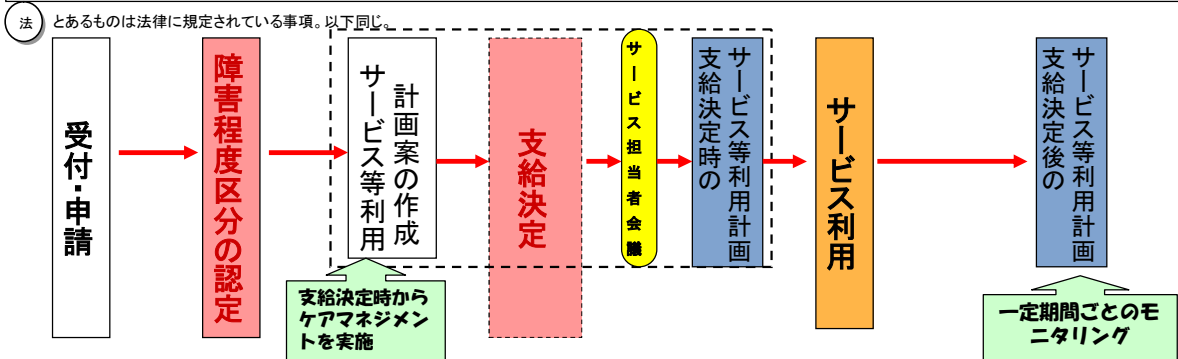 法
とあるものは法律に規定されている事項。以下同じ。
受付・申請
障害程度区分の認定
サービス等利用
計画案の作成
支給決定
サービス担当者会議
支給決定時の
サービス等利用計画
サービス利用
支給決定後の
サービス等利用計画
支給決定時から
ケアマネジメン
トを実施
一定期間ごとのモ
ニタリング